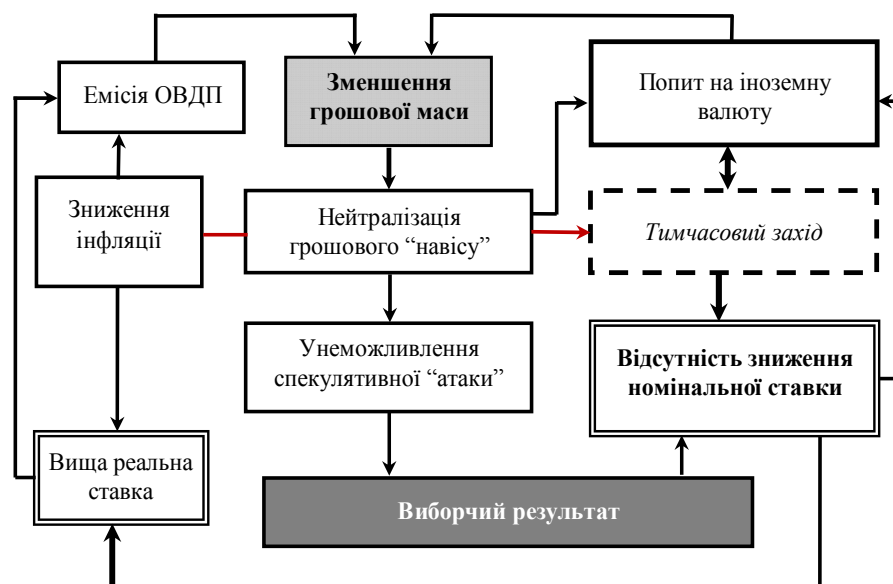 Емісія ОВДП
Зменшення
грошової маси
Попит на іноземну
валюту
Зниження
інфляції
Нейтралізація
грошового “навісу”
Тимчасовий захід
Унеможливлення
спекулятивної “атаки”
Відсутність зниження
номінальної ставки
Вища реальна
ставка
Виборчий результат